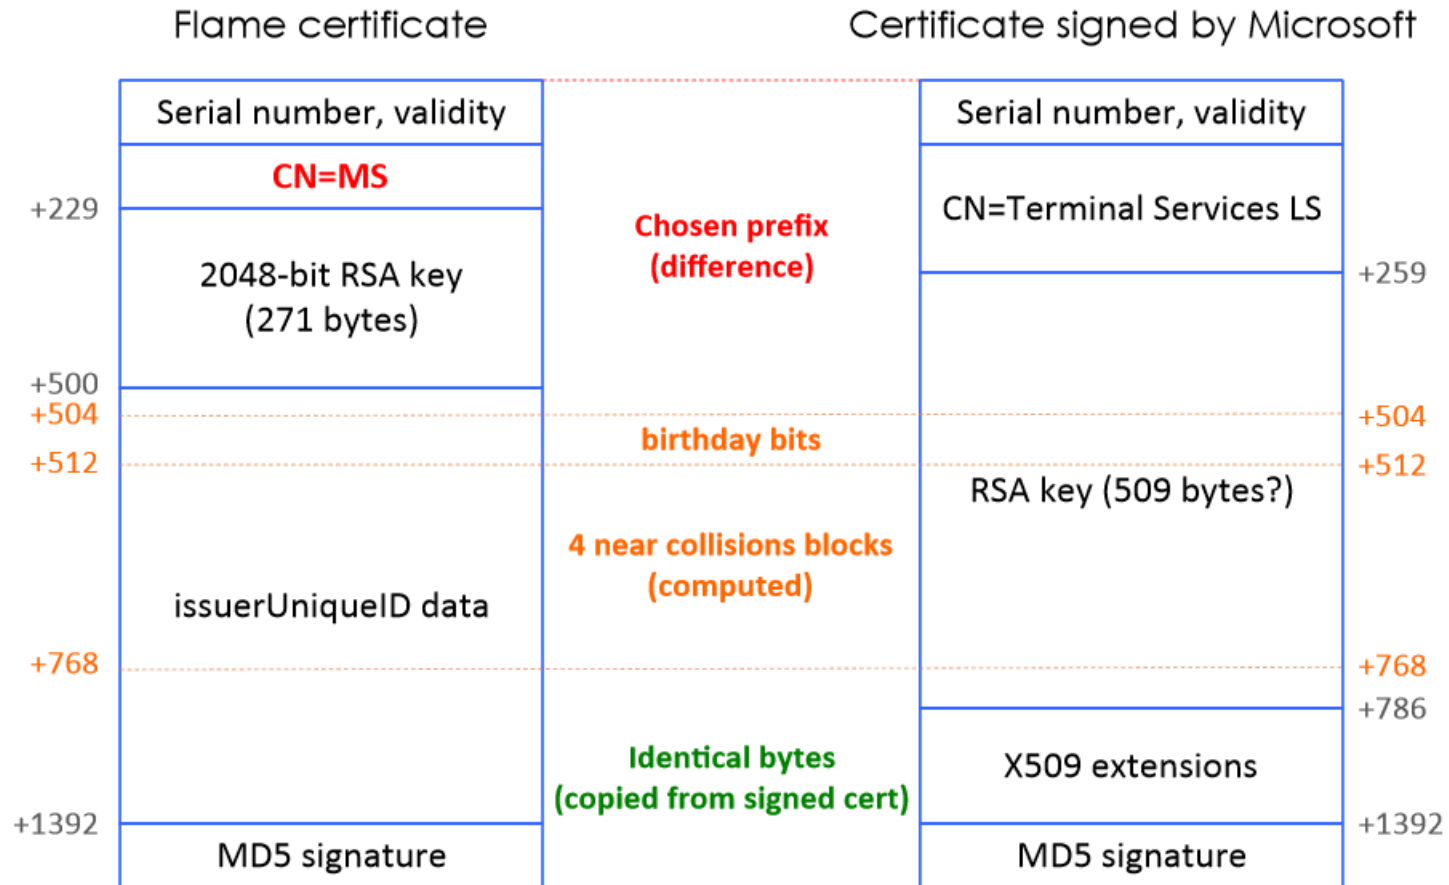 Flame certificate
Certificate signed by Microsoft
Serial number, validity
Serial number, validity
CN=MS
+229
CN=Terminal Services LS
Chosen prefix
(difference)
2048-bit RSA key
(271 bytes)
+259
+500
+504
+504
birthday bits
+512
+512
RSA key (509 bytes?)
4 near collisions blocks
(computed)
issuerUniqueID data
+768
+768
+786
Identical bytes
(copied from signed cert)
X509 extensions
+1392
+1392
MD5 signature
MD5 signature